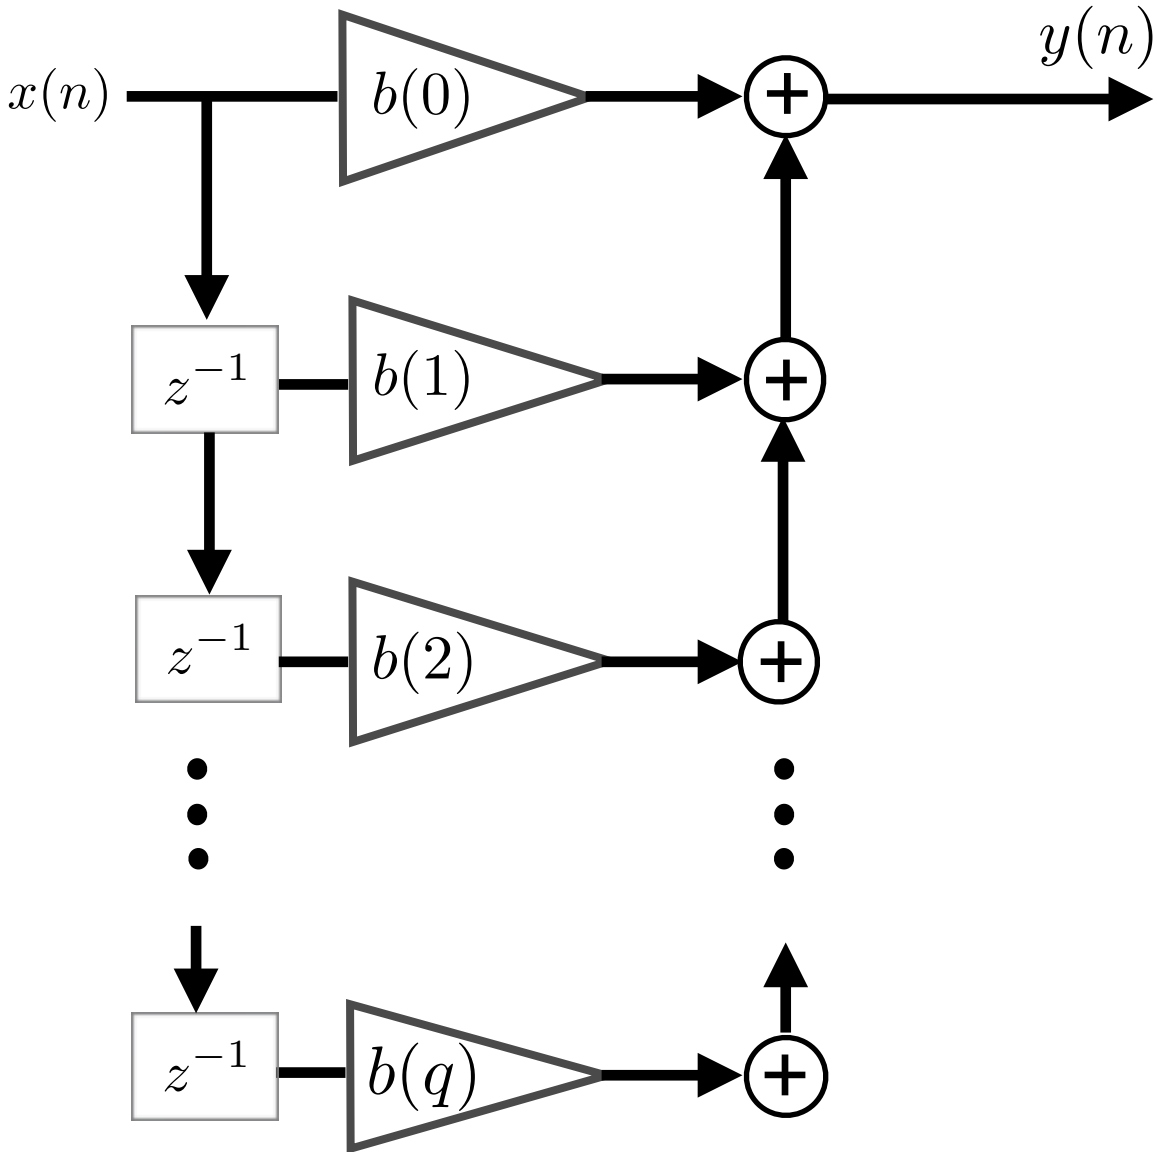 x(n) b(0) + y(n)
z⁻¹ b(1) +
z⁻¹ b(2) +
z⁻¹ b(q) +